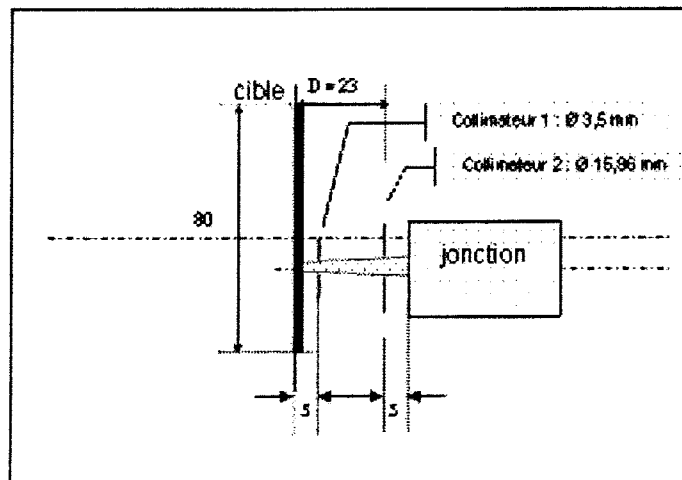 cible
D = 23
Collimateur 1 : Ø 3,5 mm
Collimateur 2 : Ø 15,96 mm
80
jonction
5
5